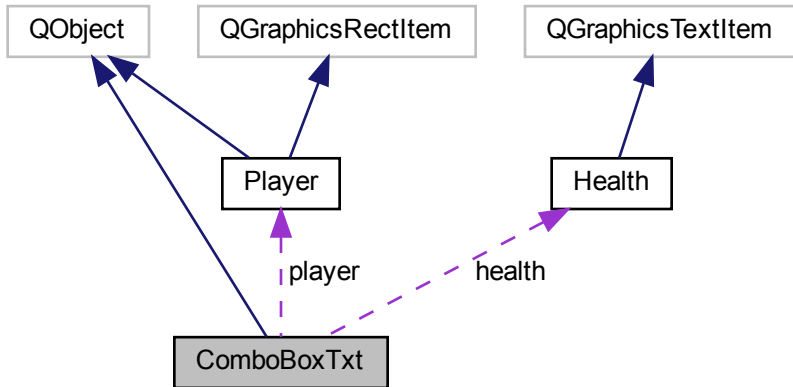 QObject
QGraphicsRectItem
QGraphicsTextItem
Player
Health
player
health
ComboBoxTxt